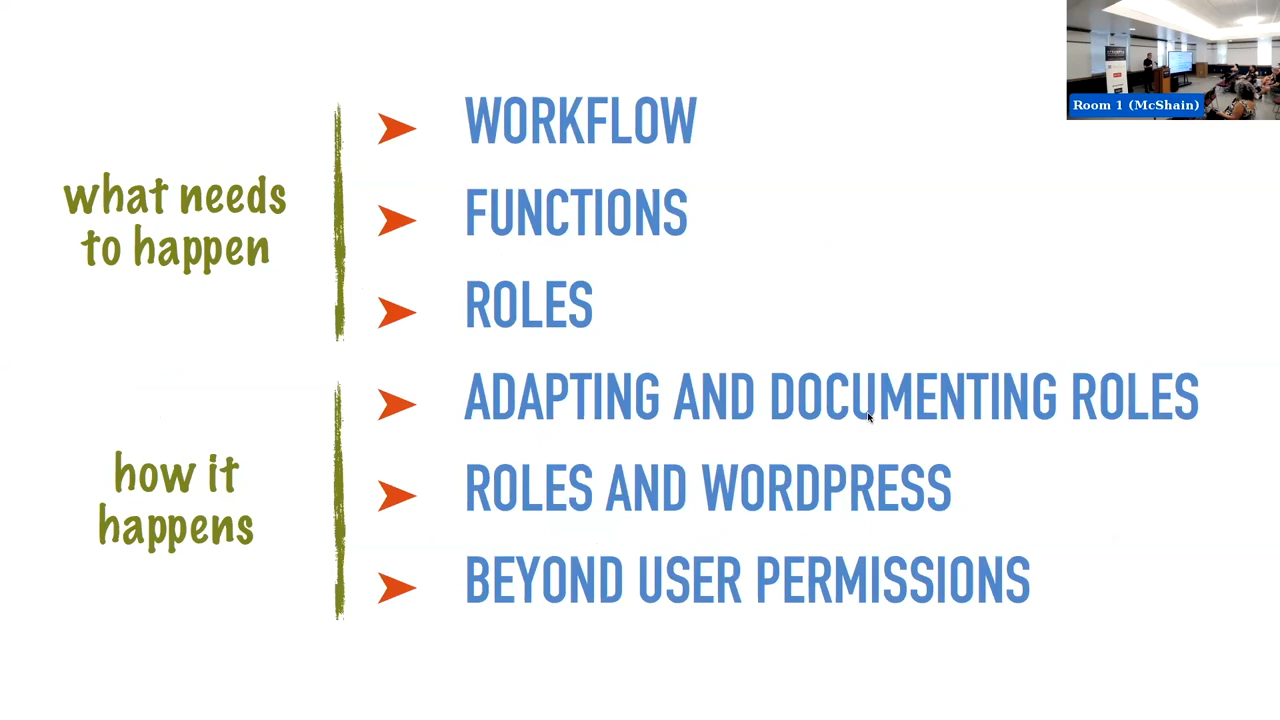 Room 1 (McShain)
what needs
to happen
WORKFLOW
FUNCTIONS
ROLES
how it
happens
ADAPTING AND DOCUMENTING ROLES
ROLES AND WORDPRESS
BEYOND USER PERMISSIONS